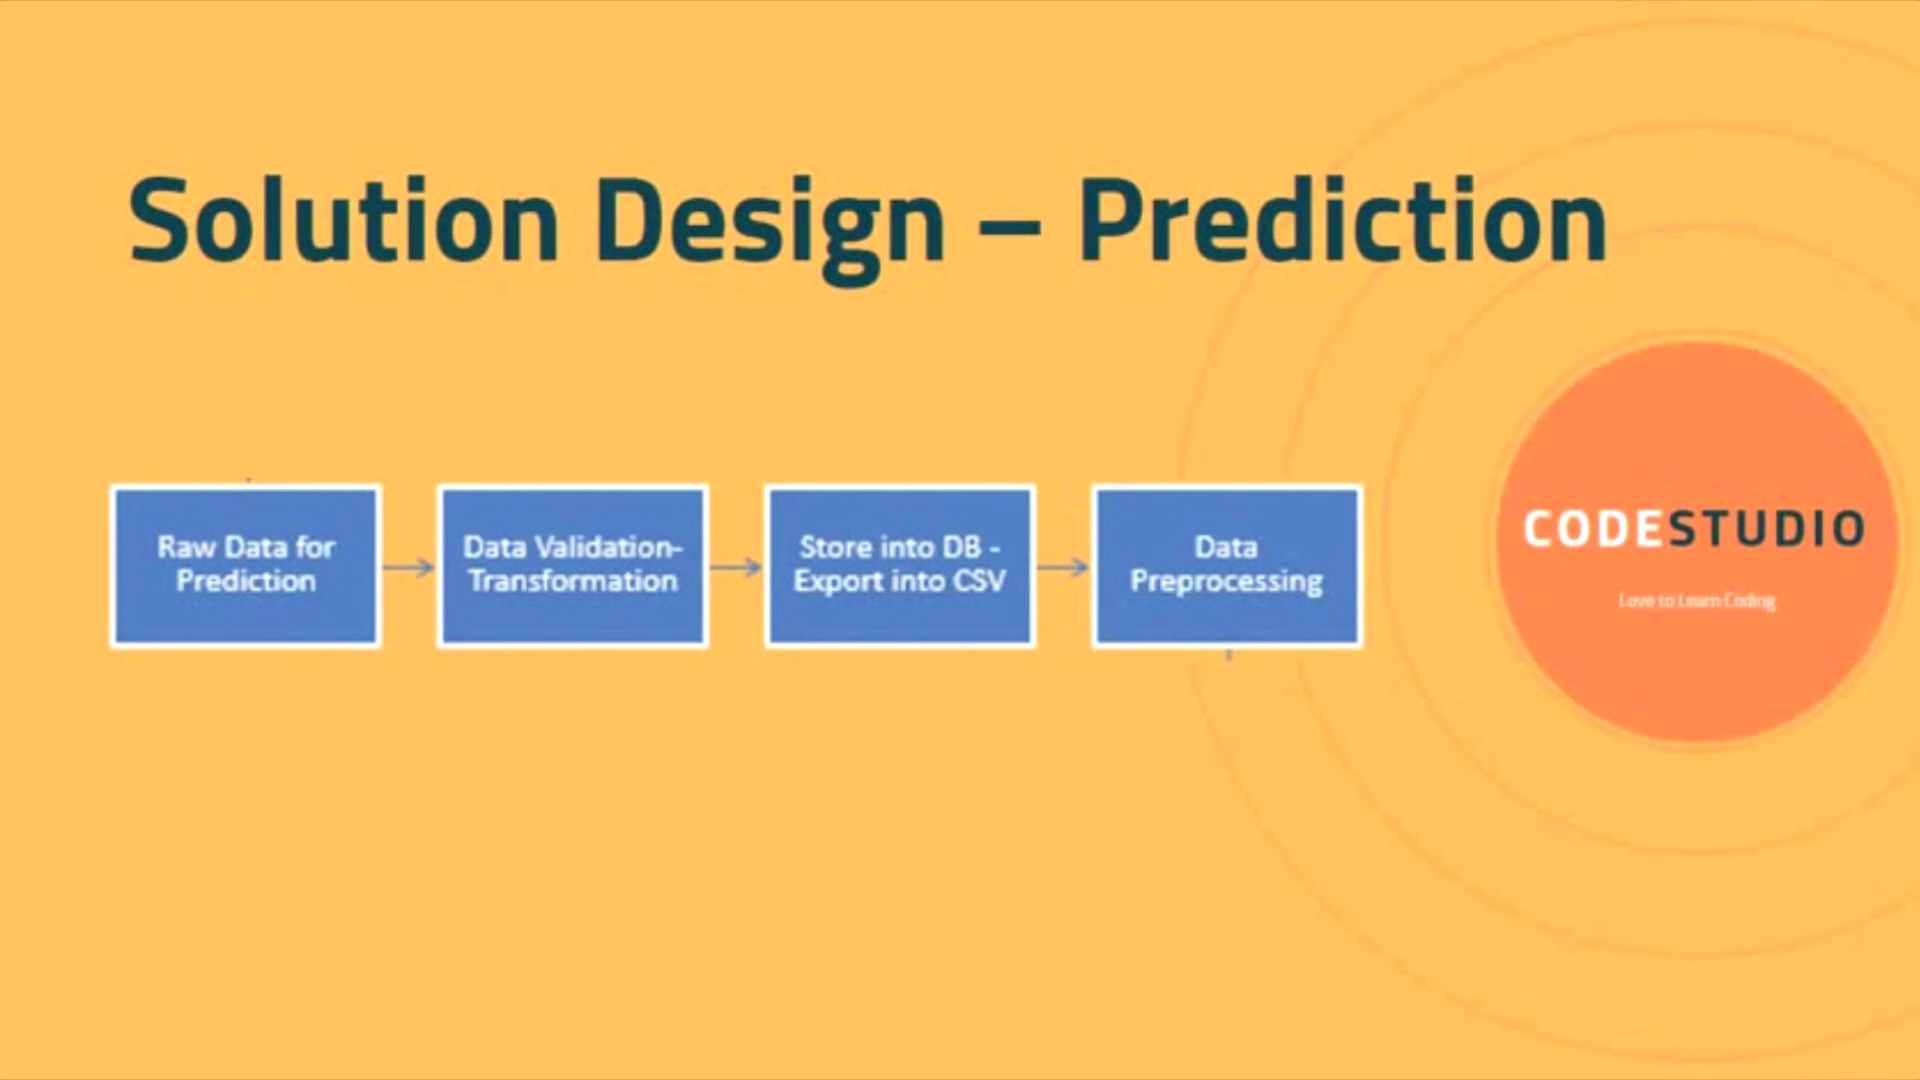 Solution Design – Prediction
Raw Data for
Prediction
Data Validation-
Transformation
Store into DB -
Export into CSV
Data
Preprocessing
CODESTUDIO
Love to Learn Coding